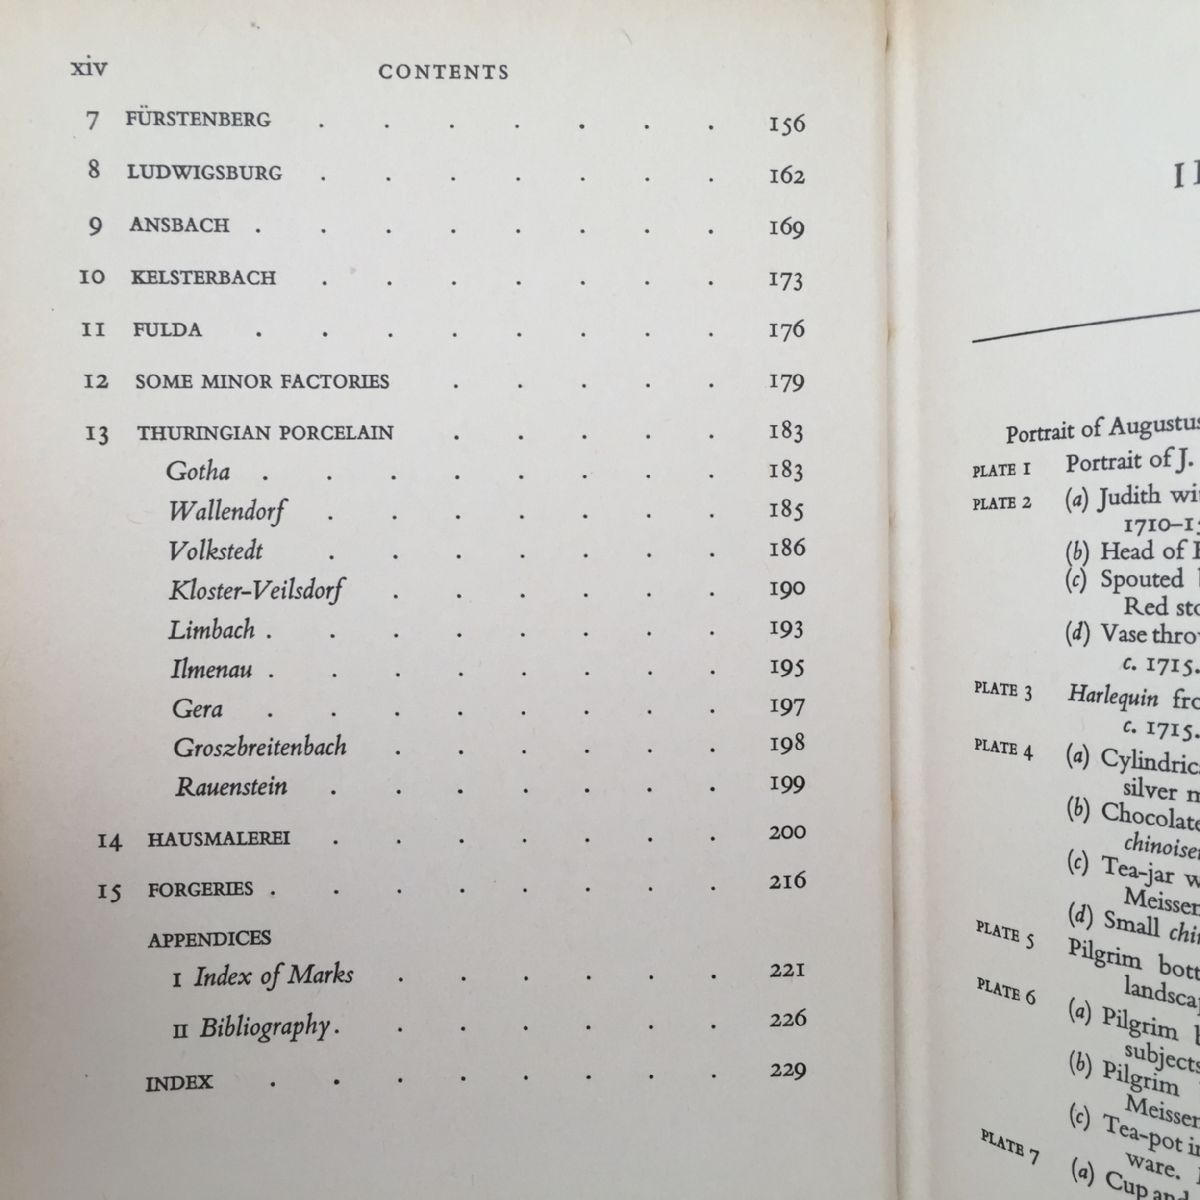 xiv CONTENTS
7 FÜRSTENBERG . . . . . . . 156
8 LUDWIGSBURG . . . . . . . 162
9 ANSBACH . . . . . . . . 169
10 KELSTERBACH . . . . . . . 173
11 FULDA . . . . . . . . 176
12 SOME MINOR FACTORIES . . . . . 179
13 THURINGIAN PORCELAIN . . . . . 183
Gotha . . . . . . . . 183
Wallendorf . . . . . . . 185
Volkstedt . . . . . . . 186
Kloster-Veilsdorf . . . . . . 190
Limbach . . . . . . . . 193
Ilmenau . . . . . . . . 195
Gera . . . . . . . . 197
Groszbreitenbach . . . . . . 198
Rauenstein . . . . . . . 199
14 HAUSMALEREI . . . . . . . 200
15 FORGERIES . . . . . . . . 216
APPENDICES
I Index of Marks . . . . . . 221
II Bibliography . . . . . . . 226
INDEX . . . . . . . . 229
Portrait of Augustus
PLATE 1 Portrait of J.
PLATE 2 (a) Judith
1710–
(b) Head of
(c) Spouted
Red
(d) Vase
c. 1715.
PLATE 3 Harlequin
c. 1715.
PLATE 4 (a)
silver
(b) Chocolate
(c) Tea-jar
Meissen
(d) Small
PLATE 5 Pilgrim
PLATE 6 (a) Pilgrim
subjects
(b) Pilgrim
Meissen
(c) Tea-pot
ware.
PLATE 7 (a) Cup